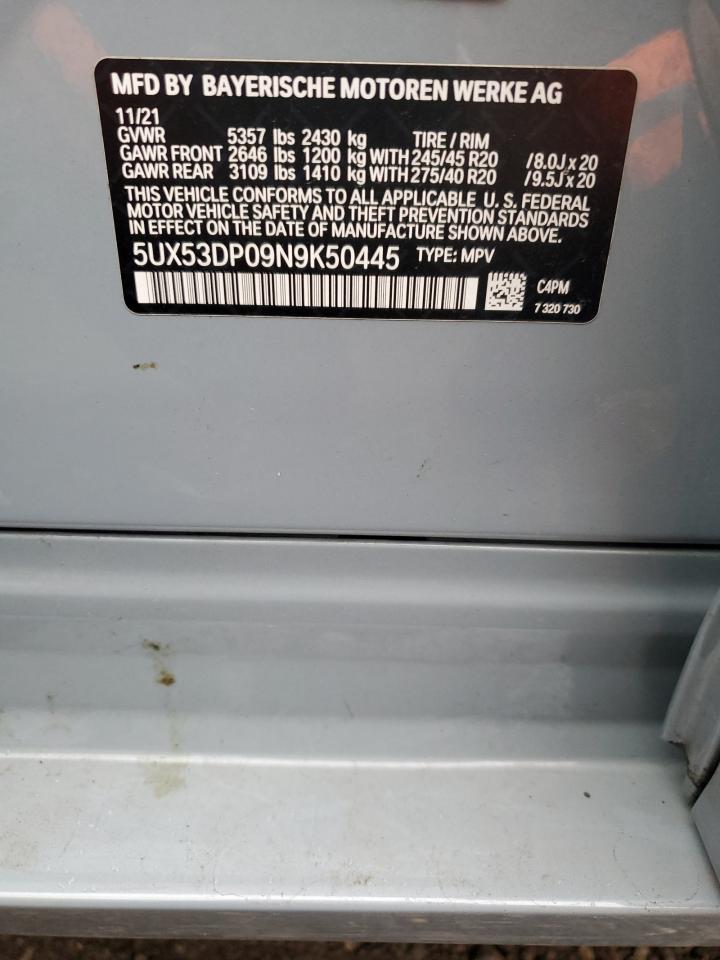 MFD BY BAYERISCHE MOTOREN WERKE AG
11/21
GVWR 5357 lbs 2430 kg TIRE / RIM
GAWR FRONT 2646 lbs 1200 kg WITH 245/45 R20 /8.0J x 20
GAWR REAR 3109 lbs 1410 kg WITH 275/40 R20 /9.5J x 20
THIS VEHICLE CONFORMS TO ALL APPLICABLE U. S. FEDERAL
MOTOR VEHICLE SAFETY AND THEFT PREVENTION STANDARDS
IN EFFECT ON THE DATE OF MANUFACTURE SHOWN ABOVE.
5UX53DP09N9K50445 TYPE: MPV
C4PM
7 320 730